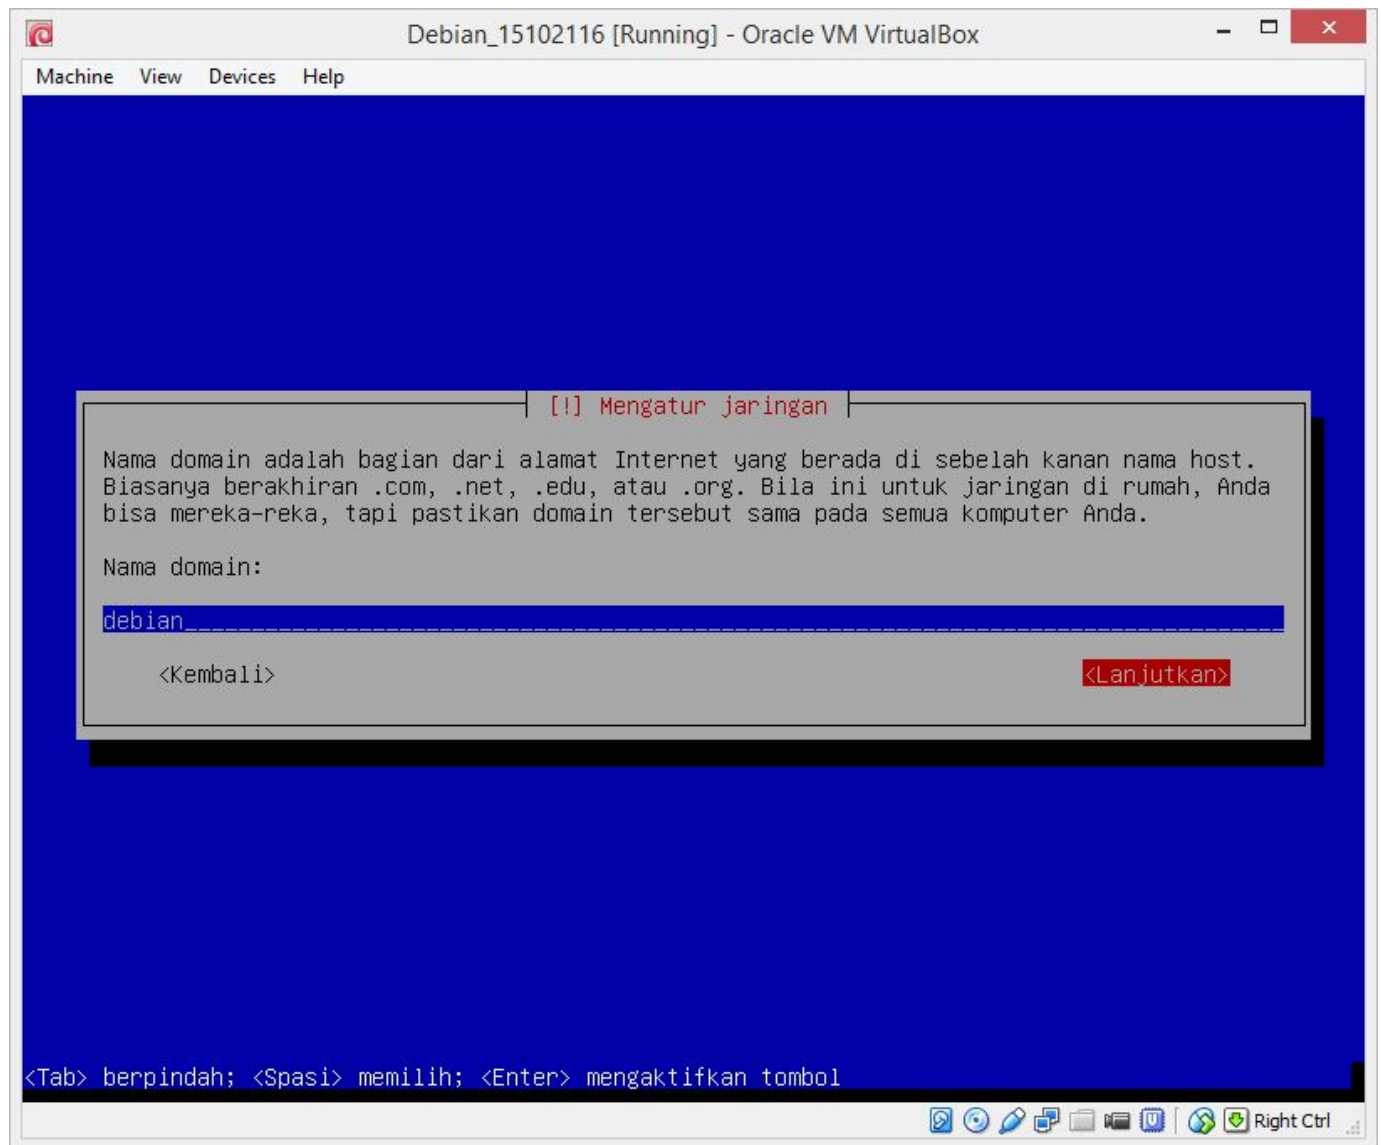 Debian_15102116 [Running] - Oracle VM VirtualBox
Machine View Devices Help
[!] Mengatur jaringan
Nama domain adalah bagian dari alamat Internet yang berada di sebelah kanan nama host.
Biasanya berakhiran .com, .net, .edu, atau .org. Bila ini untuk jaringan di rumah, Anda
bisa mereka-reka, tapi pastikan domain tersebut sama pada semua komputer Anda.
Nama domain:
debian
<Kembali> <Lanjutkan>
<Tab> berpindah; <Spasi> memilih; <Enter> mengaktifkan tombol
Right Ctrl